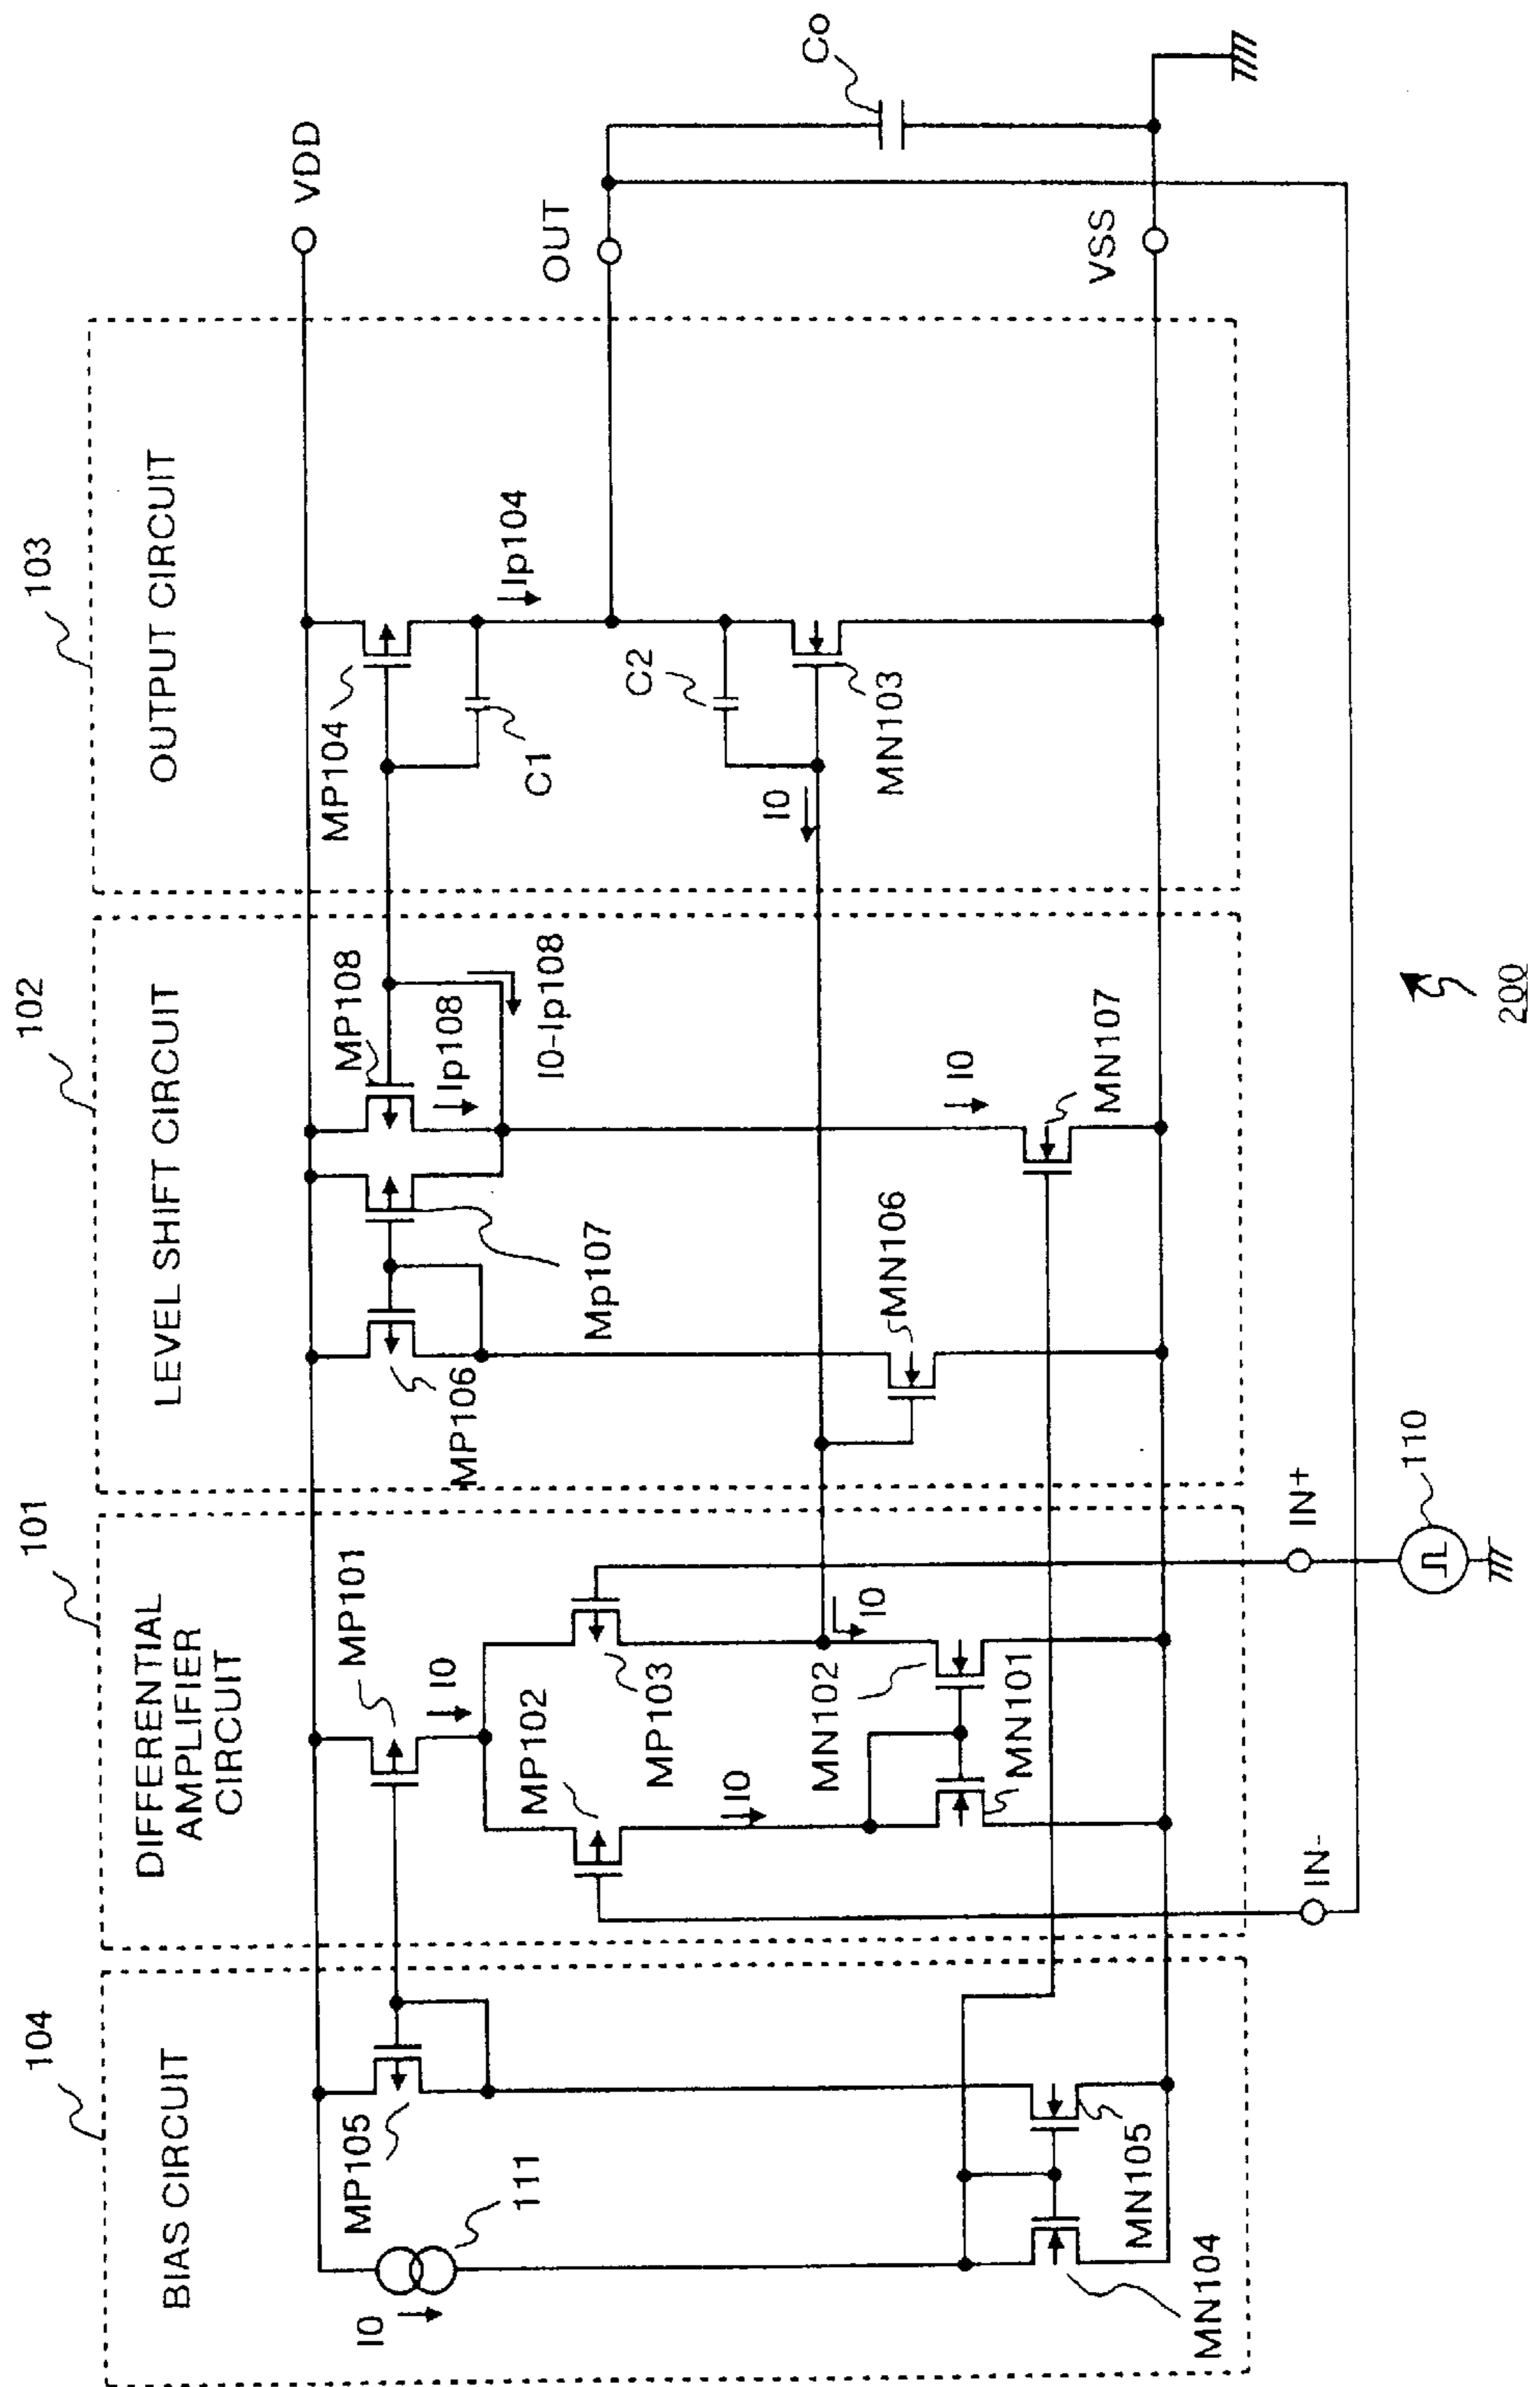 104
BIAS CIRCUIT
I0
111
MP105
MN104
MN105
101
DIFFERENTIAL
AMPLIFIER
CIRCUIT
MP101
I0
MP102
MP103
I0
I0
MN102
MN101
IN-
IN+
110
102
LEVEL SHIFT CIRCUIT
MP106
Mp107
MP108
Ip108
I0-Ip108
MN106
I0
MN107
103
OUTPUT CIRCUIT
MP104
C1
Ip104
C2
I0
MN103
VDD
OUT
VSS
Co
200